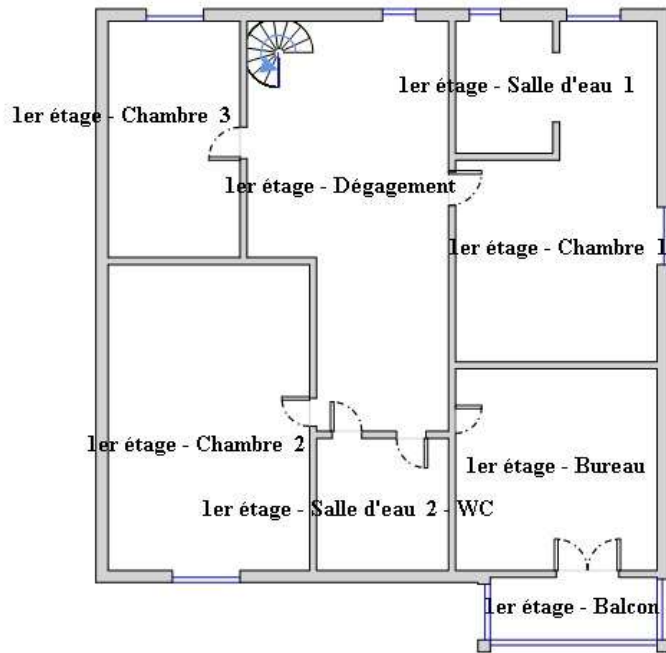 1er étage - Salle d'eau 1
1er étage - Chambre 3
1er étage - Dégagement
1er étage - Chambre 1
1er étage - Chambre 2
1er étage - Bureau
1er étage - Salle d'eau 2 - WC
1er étage - Balcon